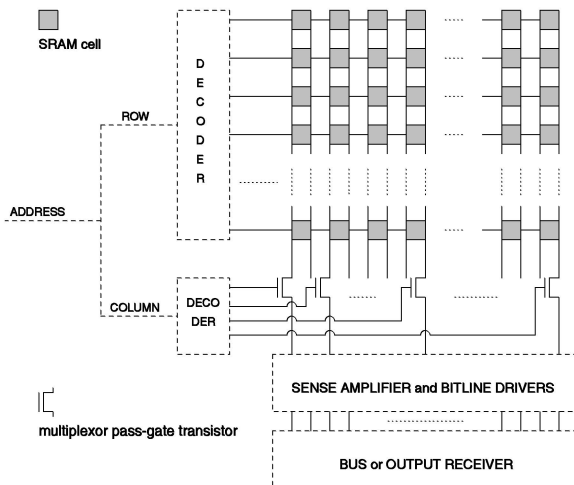 SRAM cell
ROW
DECODER
ADDRESS
COLUMN
DECO
DER
SENSE AMPLIFIER and BITLINE DRIVERS
multiplexor pass-gate transistor
BUS or OUTPUT RECEIVER